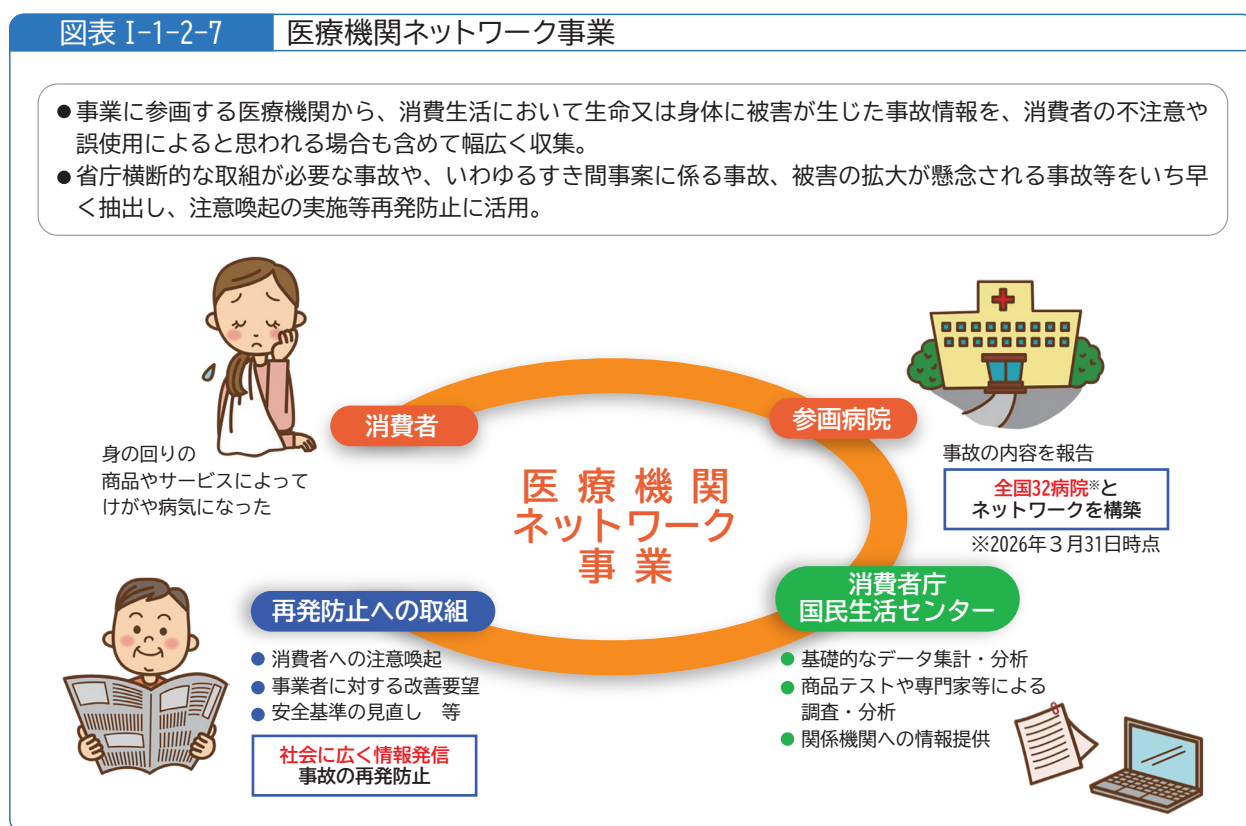 図表 I-1-2-7　医療機関ネットワーク事業
●事業に参画する医療機関から、消費生活において生命又は身体に被害が生じた事故情報を、消費者の不注意や
誤使用によると思われる場合も含めて幅広く収集。
●省庁横断的な取組が必要な事故や、いわゆるすき間事案に係る事故、被害の拡大が懸念される事故等をいち早
く抽出し、注意喚起の実施等再発防止に活用。
消費者
身の回りの
商品やサービスによって
けがや病気になった
参画病院
事故の内容を報告
全国32病院※と
ネットワークを構築
※2026年3月31日時点
医療機関
ネットワーク
事業
消費者庁
国民生活センター
●基礎的なデータ集計・分析
●商品テストや専門家等による
調査・分析
●関係機関への情報提供
再発防止への取組
●消費者への注意喚起
●事業者に対する改善要望
●安全基準の見直し　等
社会に広く情報発信
事故の再発防止